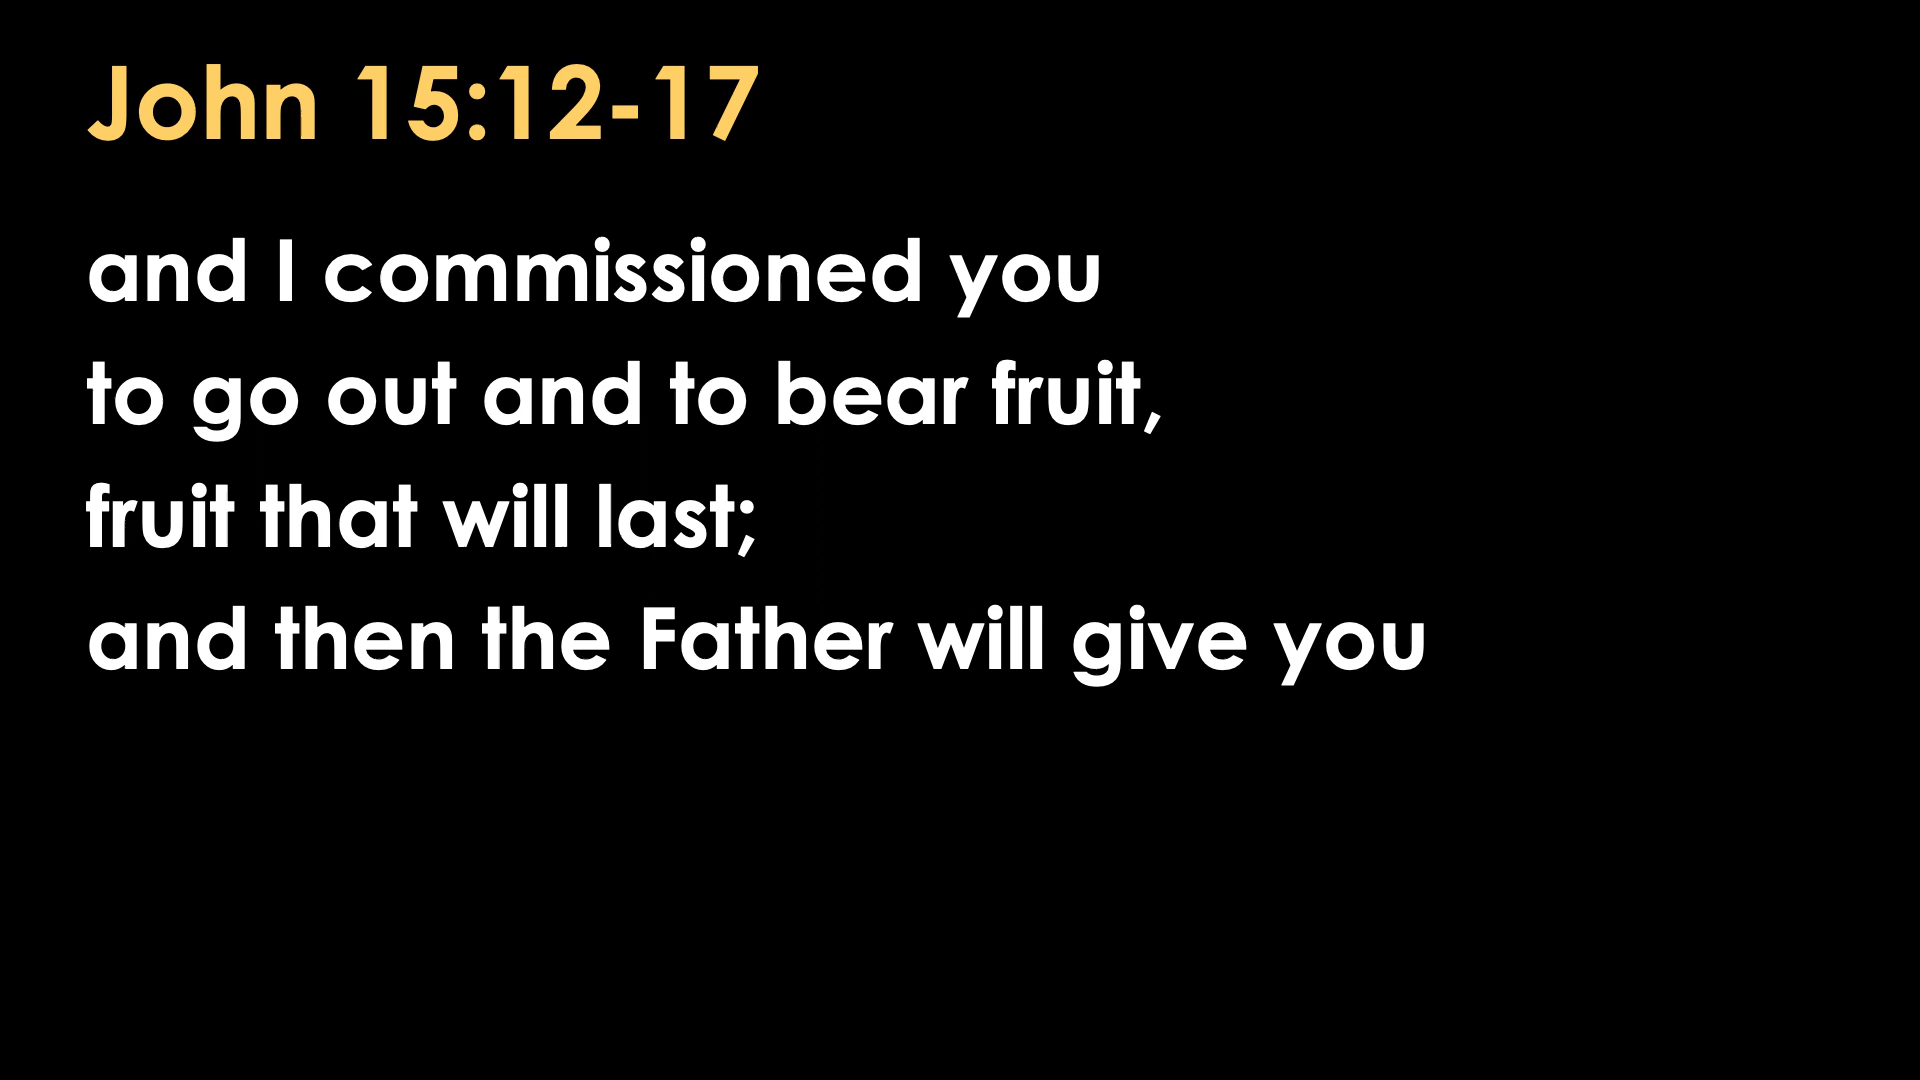 John 15:12-17
and I commissioned you
to go out and to bear fruit,
fruit that will last;
and then the Father will give you